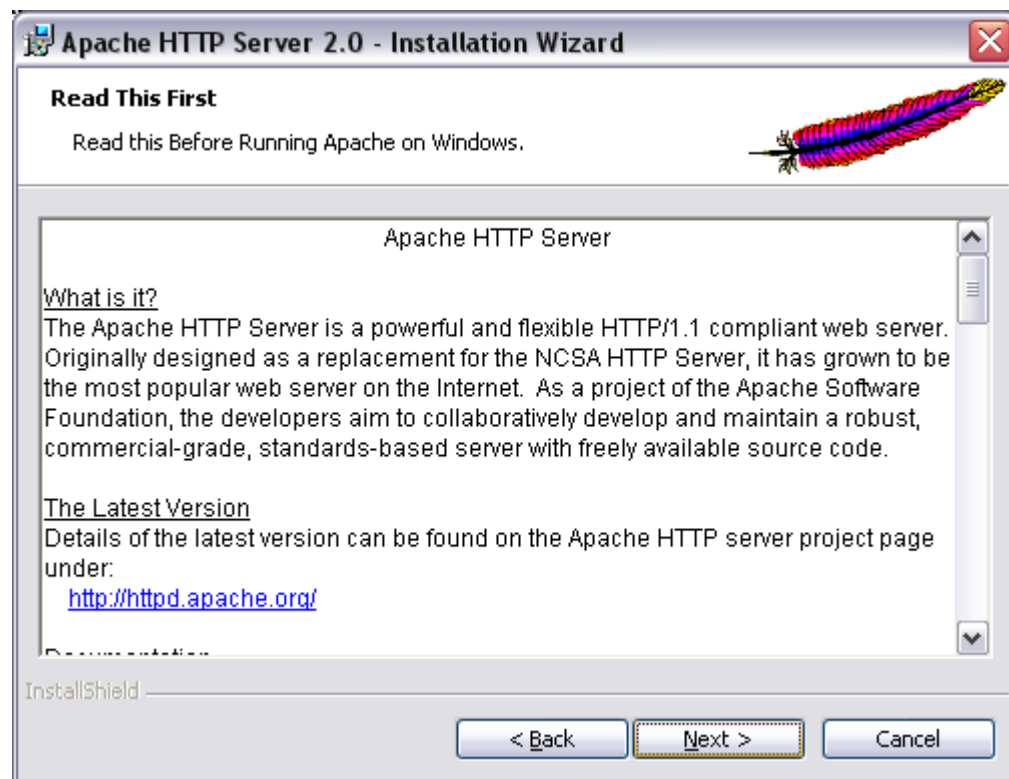 Apache HTTP Server 2.0 - Installation Wizard
Read This First
Read this Before Running Apache on Windows.
Apache HTTP Server
What is it?
The Apache HTTP Server is a powerful and flexible HTTP/1.1 compliant web server.
Originally designed as a replacement for the NCSA HTTP Server, it has grown to be
the most popular web server on the Internet.  As a project of the Apache Software
Foundation, the developers aim to collaboratively develop and maintain a robust,
commercial-grade, standards-based server with freely available source code.
The Latest Version
Details of the latest version can be found on the Apache HTTP server project page
under:
http://httpd.apache.org/
Documentation
InstallShield
< Back
Next >
Cancel